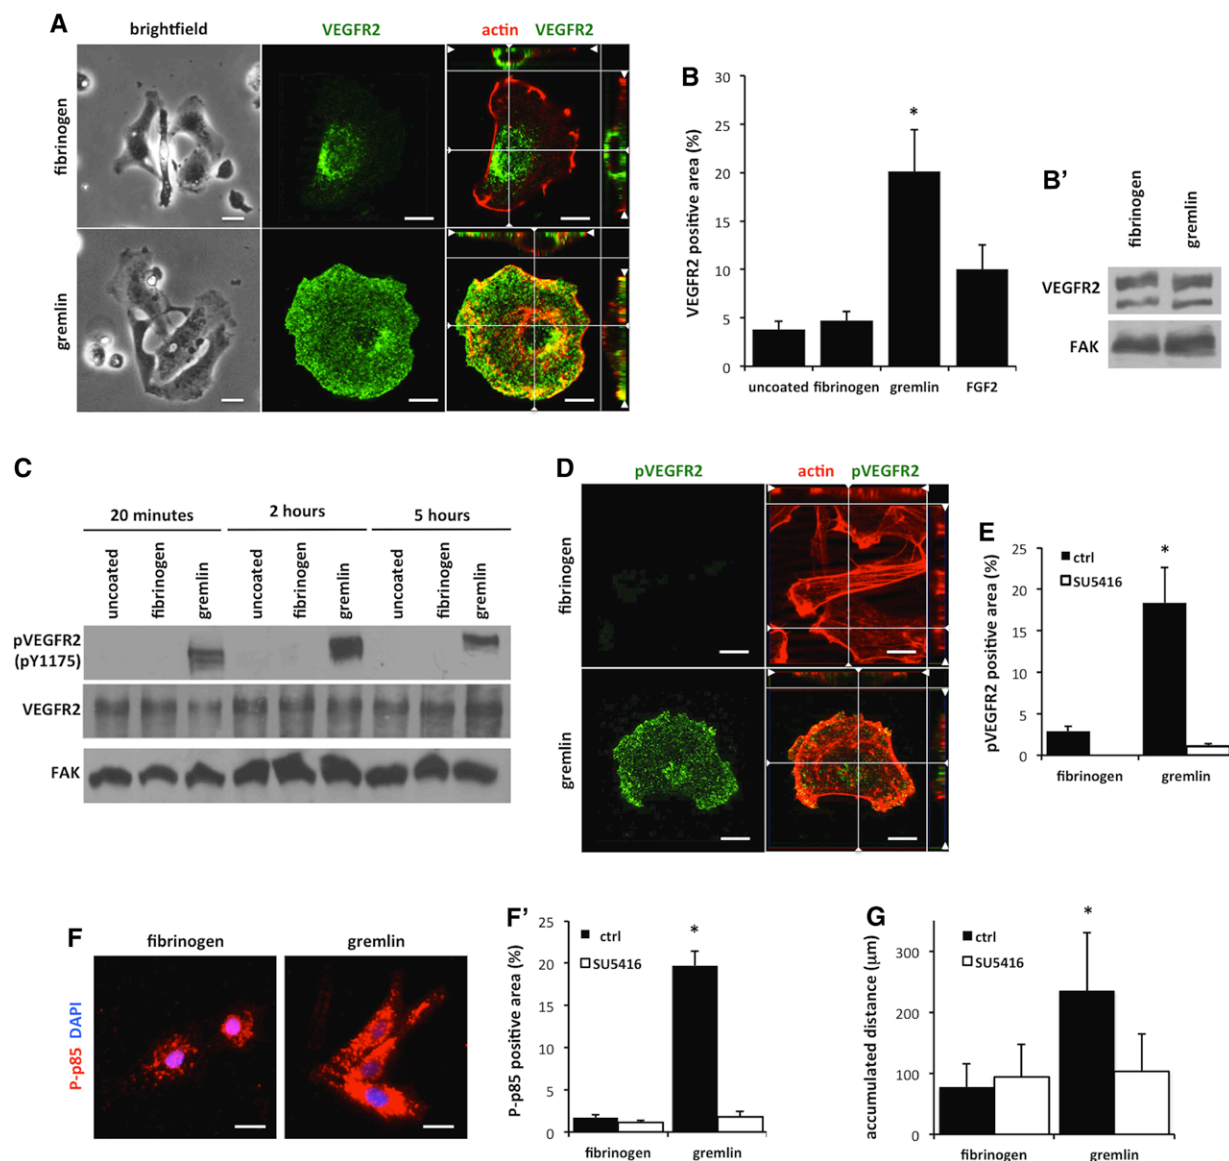 A
brightfield
VEGFR2
actin VEGFR2
fibrinogen
gremlin
B
VEGFR2 positive area (%)
30
25
20
15
10
5
0
*
uncoated
fibrinogen
gremlin
FGF2
B'
fibrinogen
gremlin
VEGFR2
FAK
C
20 minutes
2 hours
5 hours
uncoated
fibrinogen
gremlin
uncoated
fibrinogen
gremlin
uncoated
fibrinogen
gremlin
pVEGFR2
(pY1175)
VEGFR2
FAK
D
pVEGFR2
actin pVEGFR2
fibrinogen
gremlin
E
pVEGFR2 positive area (%)
25
20
15
10
5
0
ctrl
SU5416
*
fibrinogen
gremlin
F
fibrinogen
gremlin
P-p85 DAPI
F'
P-p85 positive area (%)
25
20
15
10
5
0
ctrl
SU5416
*
fibrinogen
gremlin
G
accumulated distance (µm)
300
200
100
0
ctrl
SU5416
*
fibrinogen
gremlin